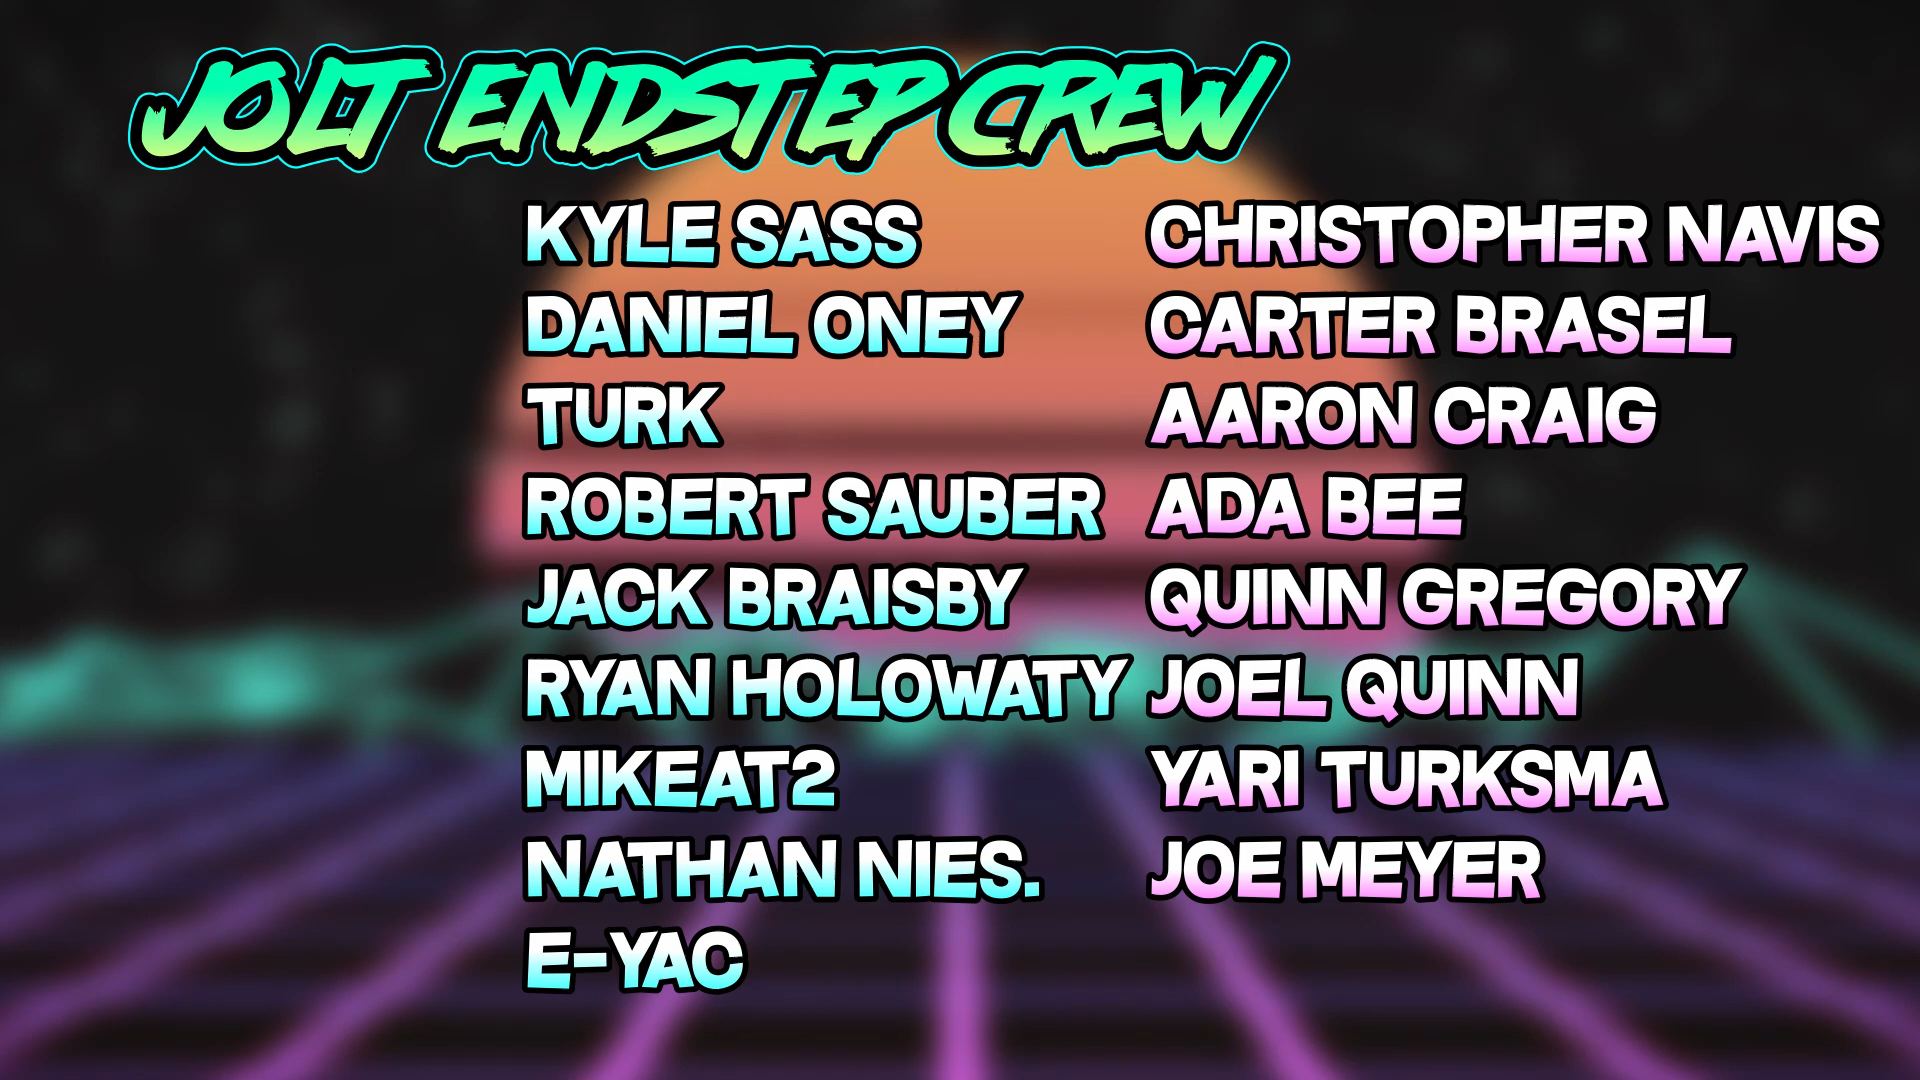 JOLT ENDSTEP CREW
KYLE SASS
DANIEL ONEY
TURK
ROBERT SAUBER
JACK BRAISBY
RYAN HOLOWATY
MIKEAT2
NATHAN NIES.
E-YAC
CHRISTOPHER NAVIS
CARTER BRASEL
AARON CRAIG
ADA BEE
QUINN GREGORY
JOEL QUINN
YARI TURKSMA
JOE MEYER